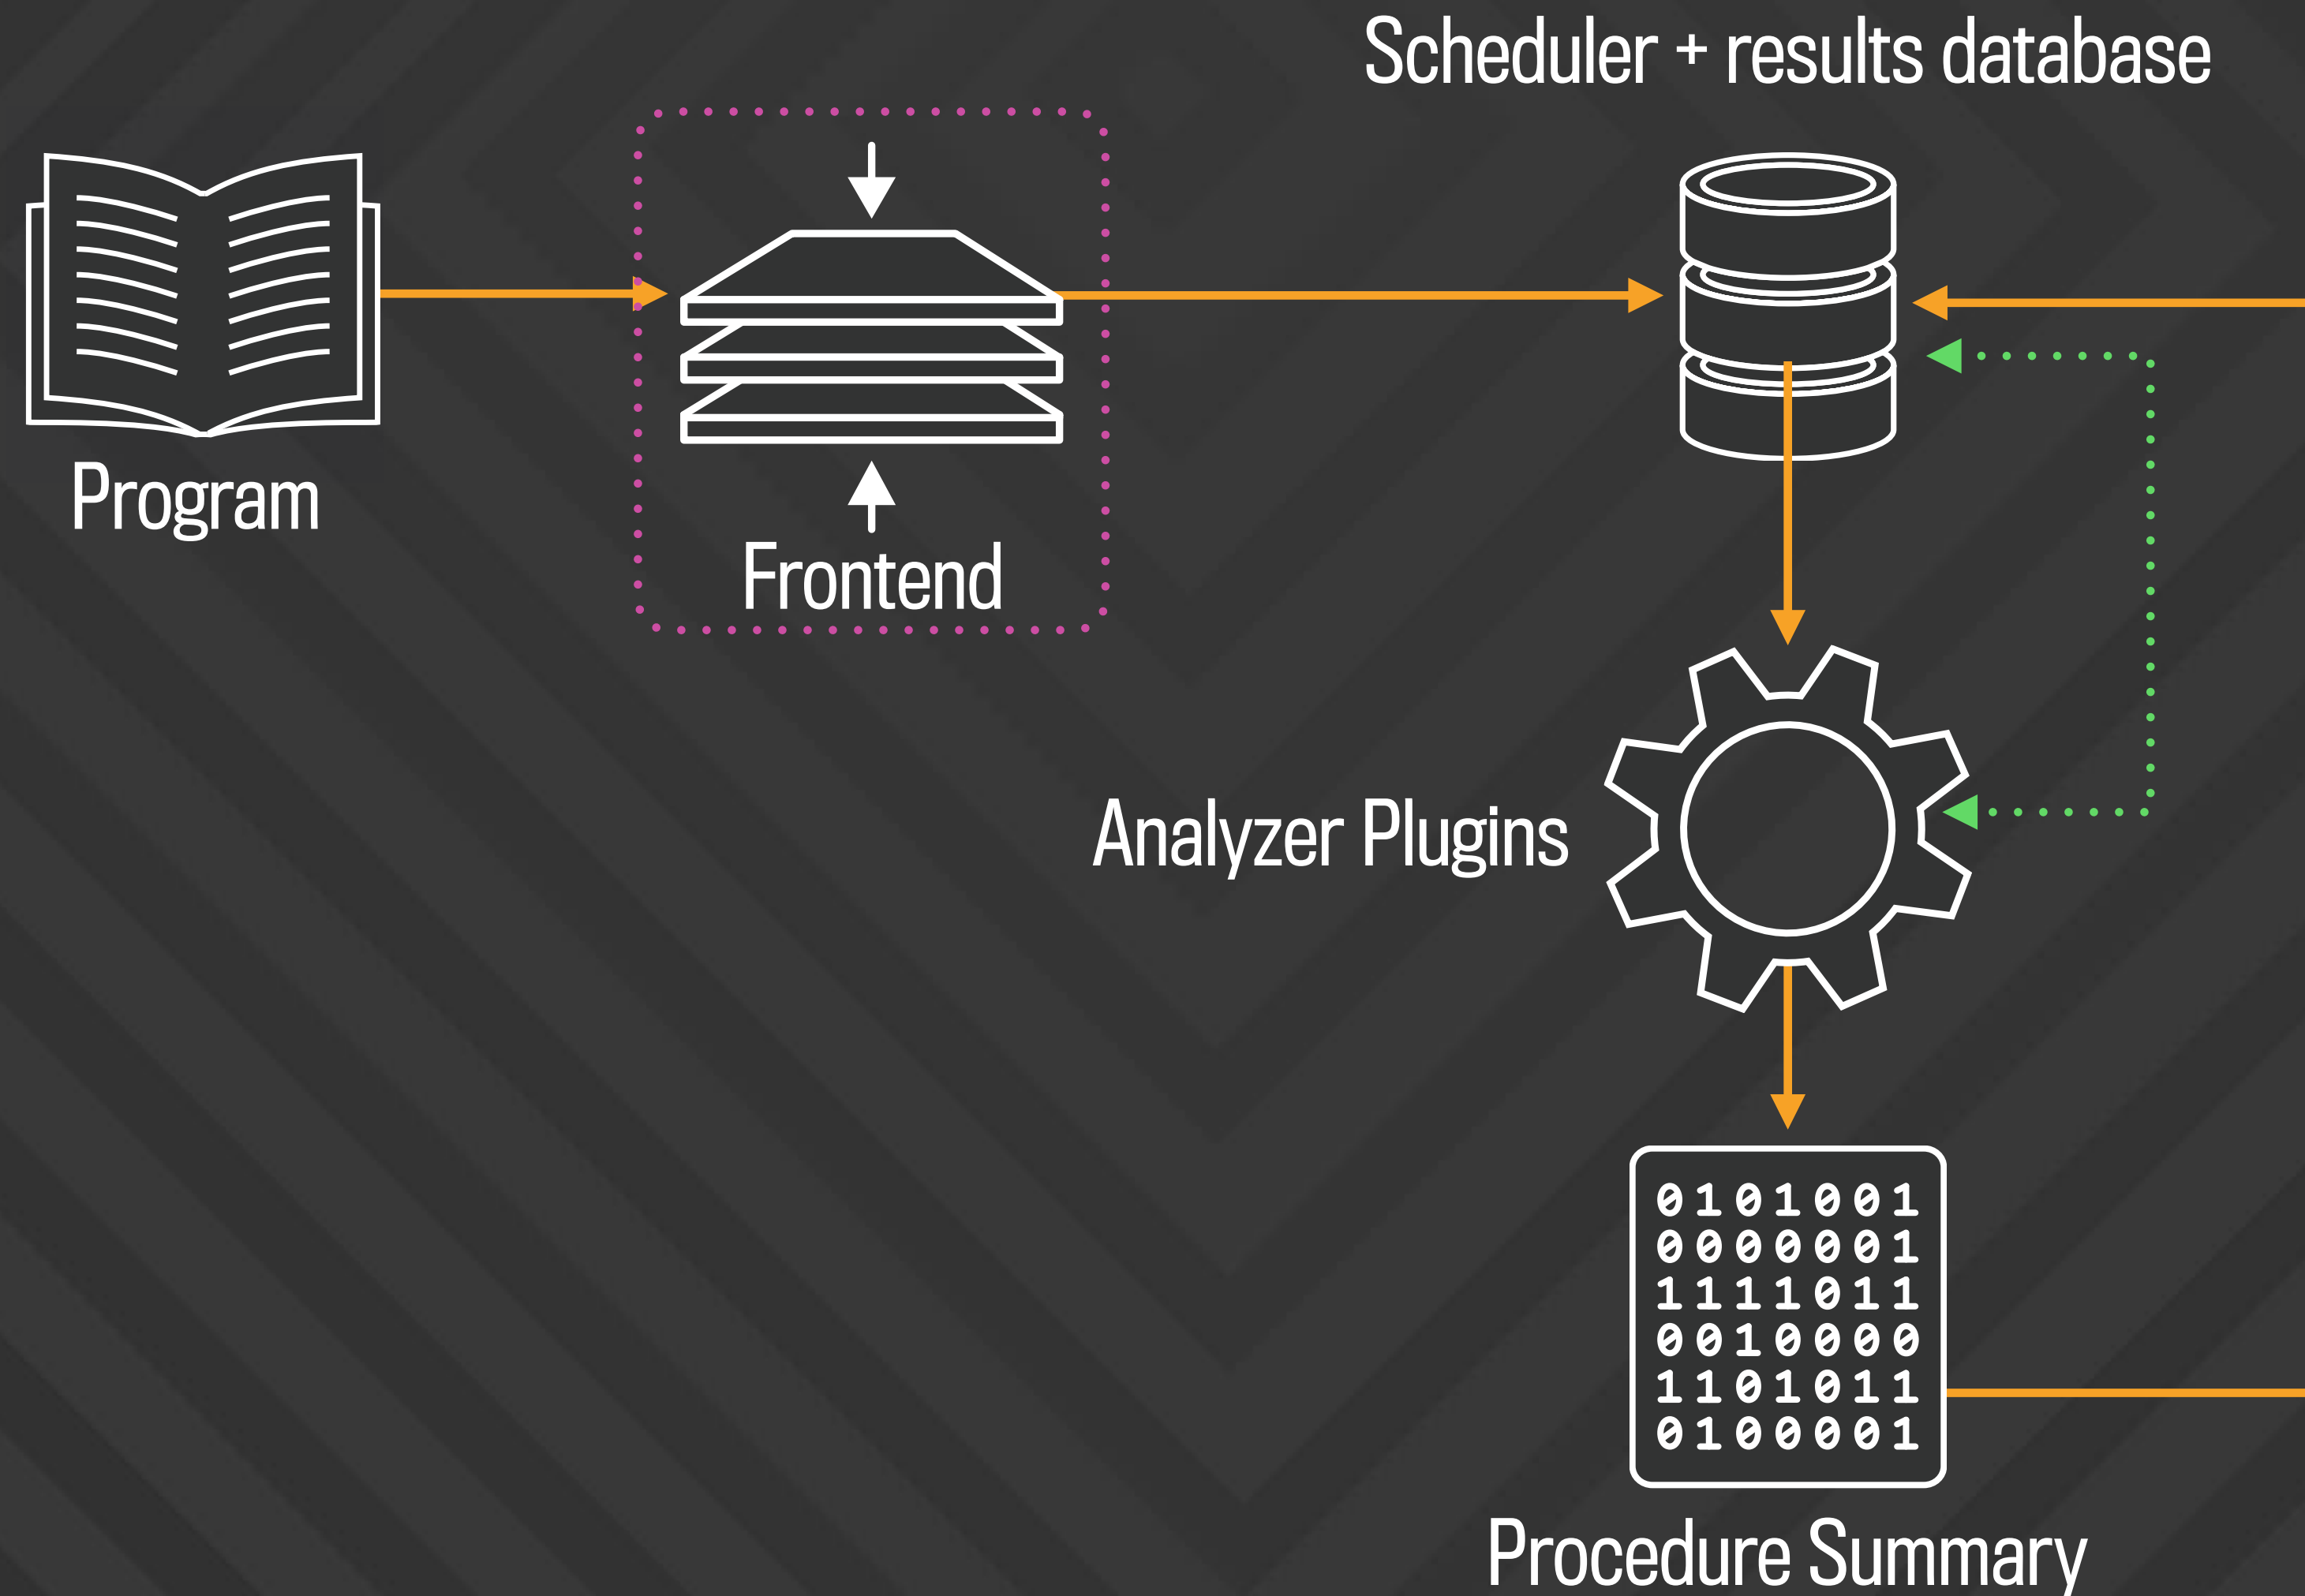 Scheduler + results database
Program
Frontend
Analyzer Plugins
0101001
0000001
1111011
0010000
1101011
0100001
Procedure Summary